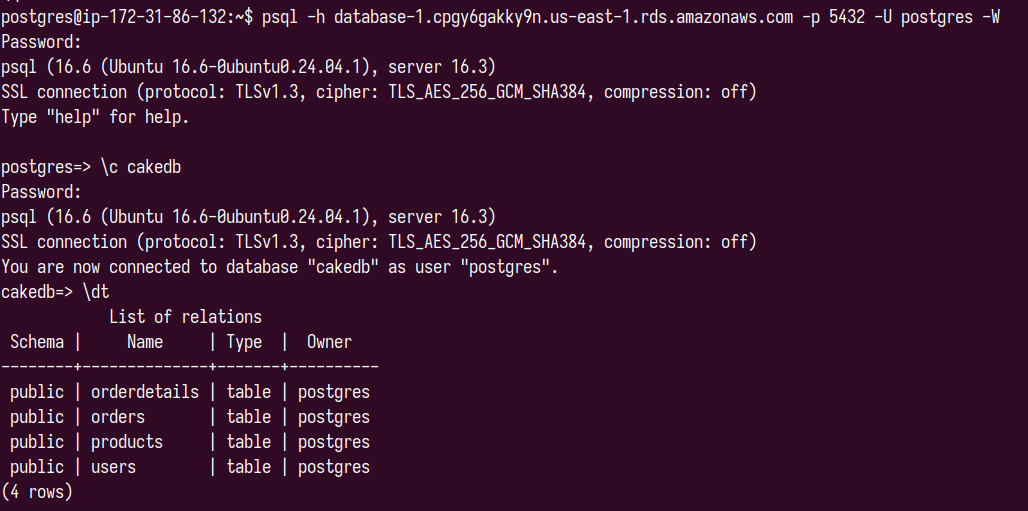 postgres@ip-172-31-86-132:~$ psql -h database-1.cpgy6gakky9n.us-east-1.rds.amazonaws.com -p 5432 -U postgres -W
Password:
psql (16.6 (Ubuntu 16.6-0ubuntu0.24.04.1), server 16.3)
SSL connection (protocol: TLSv1.3, cipher: TLS_AES_256_GCM_SHA384, compression: off)
Type "help" for help.

postgres=> \c cakedb
Password:
psql (16.6 (Ubuntu 16.6-0ubuntu0.24.04.1), server 16.3)
SSL connection (protocol: TLSv1.3, cipher: TLS_AES_256_GCM_SHA384, compression: off)
You are now connected to database "cakedb" as user "postgres".
cakedb=> \dt
            List of relations
 Schema |     Name     | Type  |  Owner
--------+--------------+-------+----------
 public | orderdetails | table | postgres
 public | orders       | table | postgres
 public | products     | table | postgres
 public | users        | table | postgres
(4 rows)